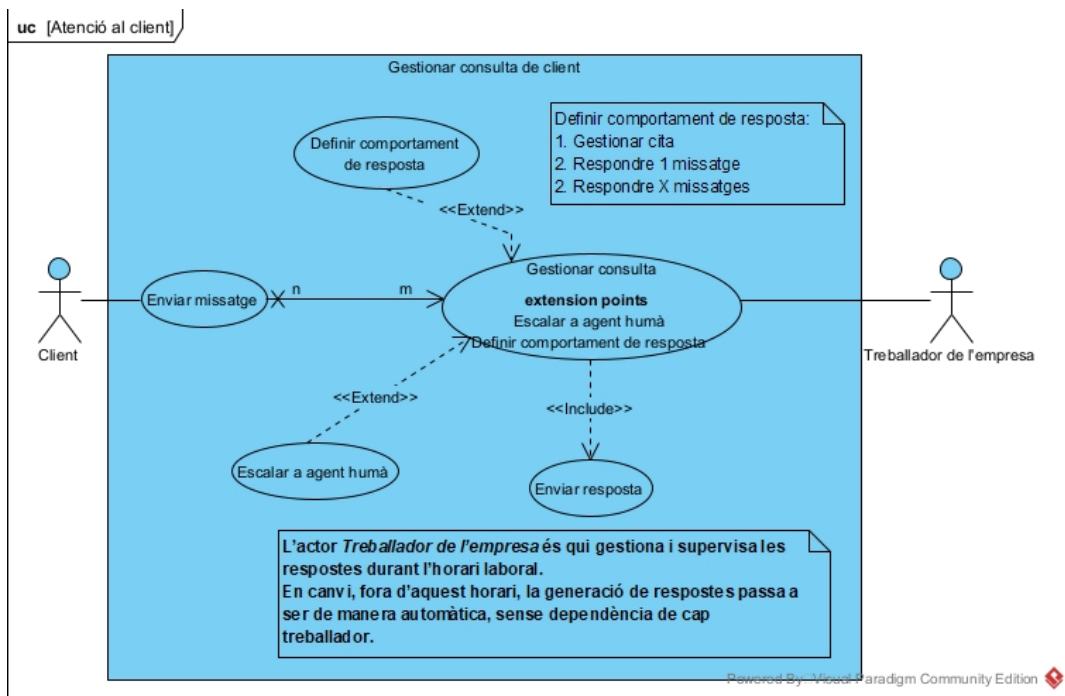 uc [Atenció al client]
Gestionar consulta de client
Definir comportament de resposta:
1. Gestionar cita
2. Respondre 1 missatge
2. Respondre X missatges
Definir comportament
de resposta
<<Extend>>
Gestionar consulta
extension points
Escalar a agent humà
Definir comportament de resposta
Enviar missatge
n
m
Client
Treballador de l'empresa
<<Extend>>
<<Include>>
Escalar a agent humà
Enviar resposta
L'actor Treballador de l'empresa és qui gestiona i supervisa les
respostes durant l'horari laboral.
En canvi, fora d'aquest horari, la generació de respostes passa a
ser de manera automàtica, sense dependència de cap
treballador.
Powered By: Visual Paradigm Community Edition